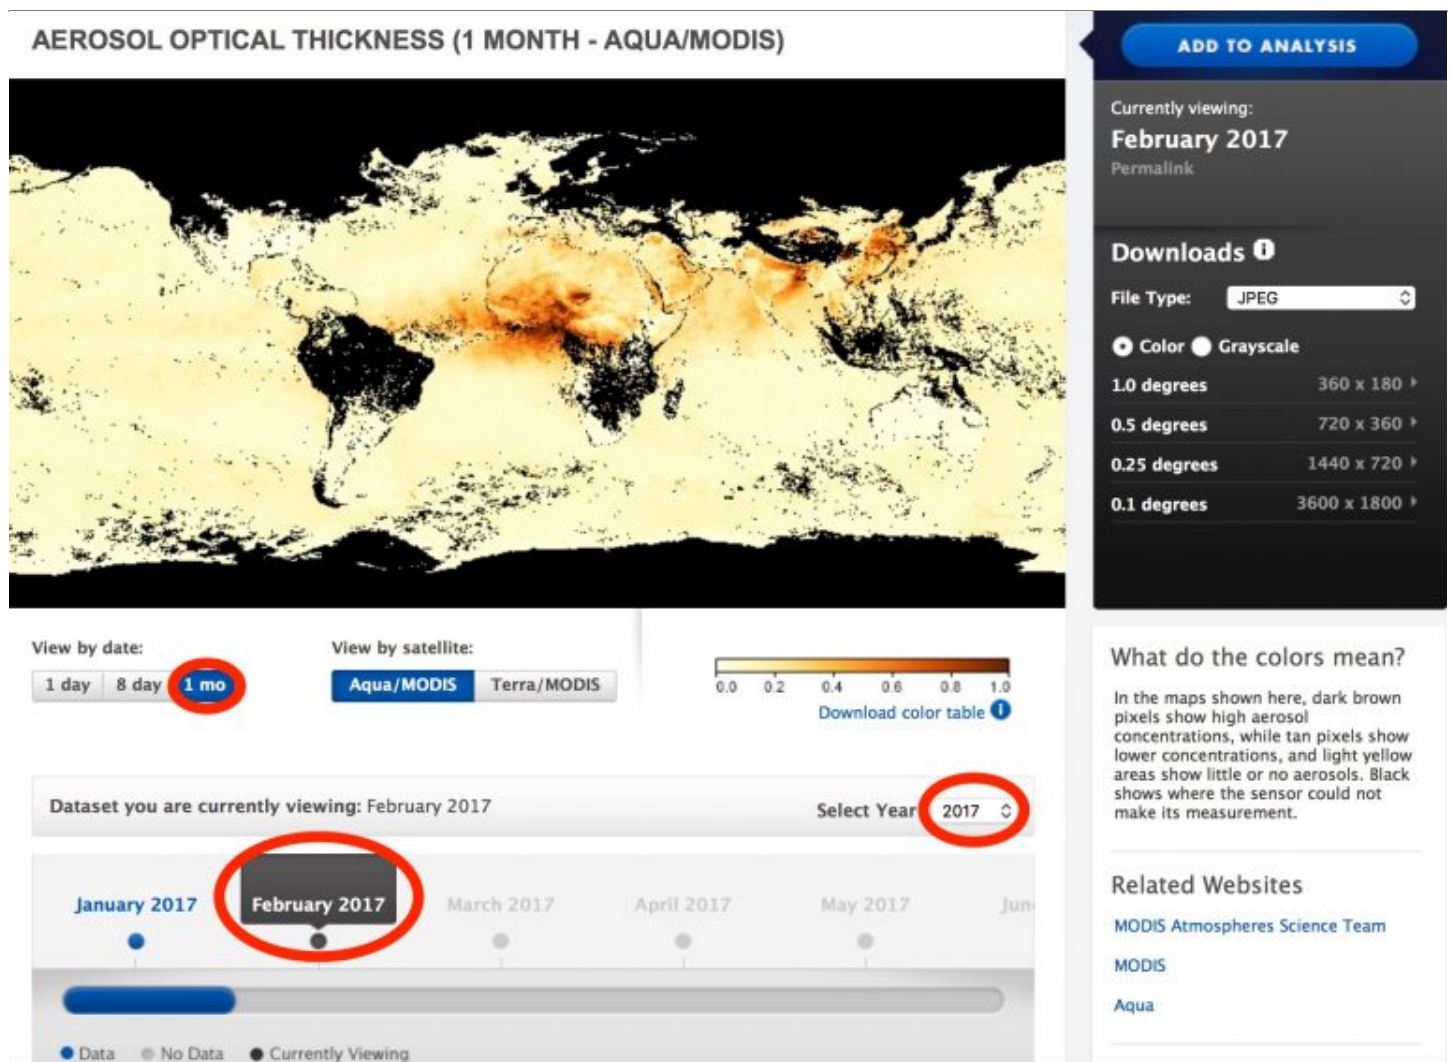 AEROSOL OPTICAL THICKNESS (1 MONTH - AQUA/MODIS)
ADD TO ANALYSIS
Currently viewing:
February 2017
Permalink
Downloads i
File Type: JPEG
Color Grayscale
1.0 degrees 360 x 180
0.5 degrees 720 x 360
0.25 degrees 1440 x 720
0.1 degrees 3600 x 1800
View by date:
1 day 8 day 1 mo
View by satellite:
Aqua/MODIS Terra/MODIS
0.0 0.2 0.4 0.6 0.8 1.0
Download color table i
What do the colors mean?
In the maps shown here, dark brown
pixels show high aerosol
concentrations, while tan pixels show
lower concentrations, and light yellow
areas show little or no aerosols. Black
shows where the sensor could not
make its measurement.
Dataset you are currently viewing: February 2017
Select Year 2017
January 2017 February 2017 March 2017 April 2017 May 2017 Jun
Data No Data Currently Viewing
Related Websites
MODIS Atmospheres Science Team
MODIS
Aqua